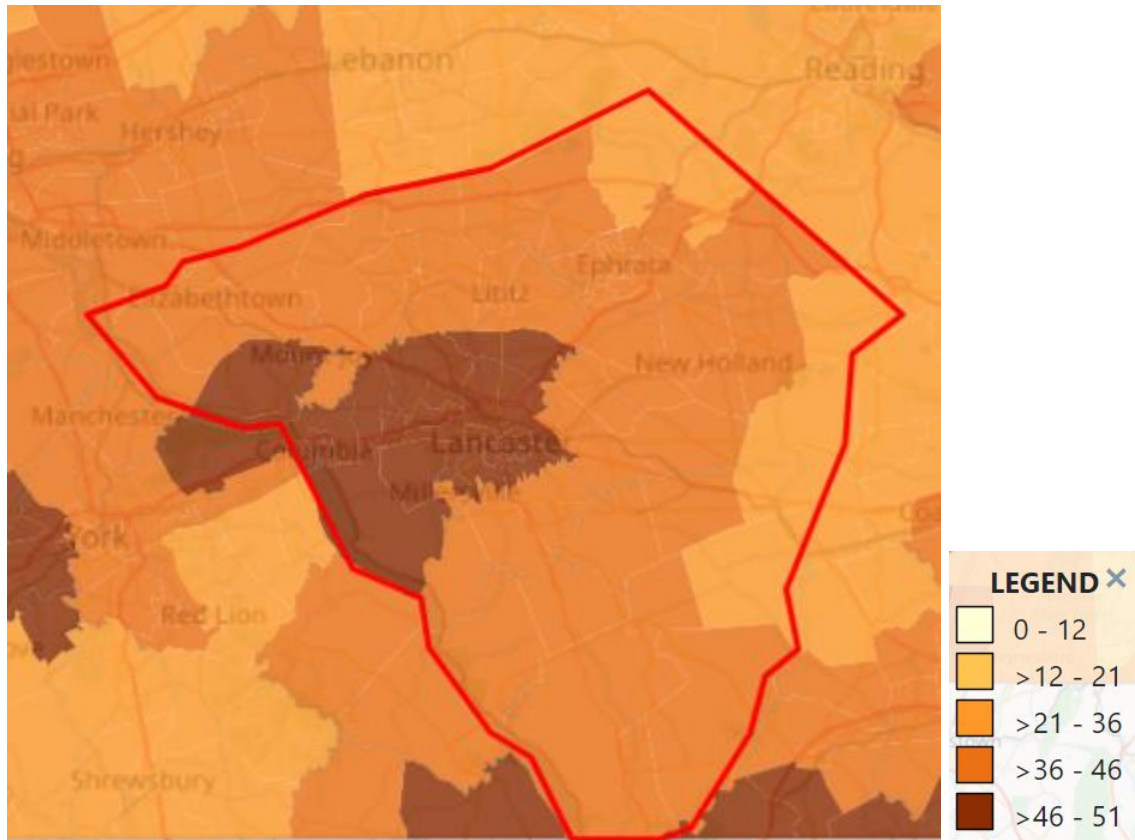 Lebanon
Reading
Hershey
Middletown
Elizabethtown
Lititz
Ephrata
New Holland
Manchester
Columbia
Lancaster
York
Red Lion
Shrewsbury
LEGEND ×
0 - 12
>12 - 21
>21 - 36
>36 - 46
>46 - 51